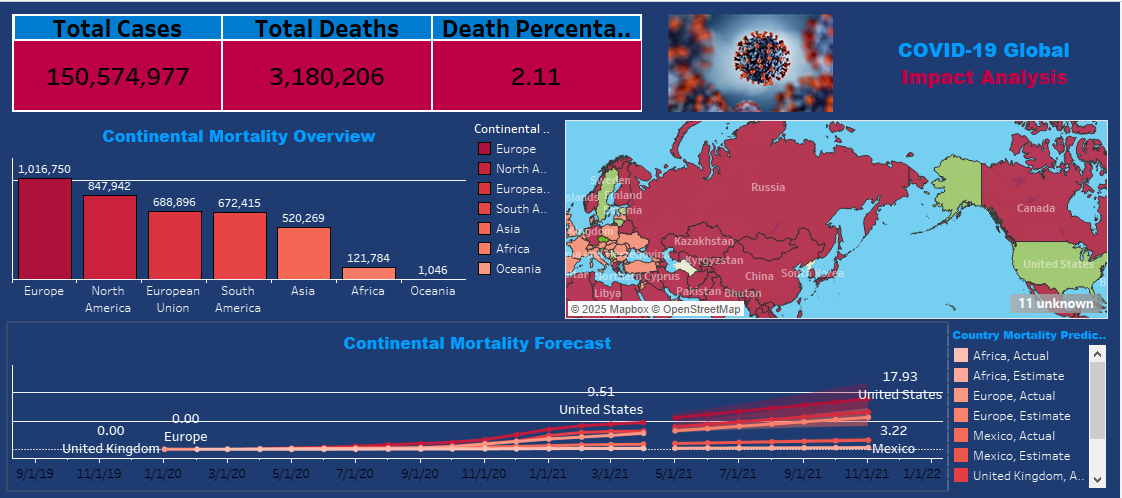 Total Cases
Total Deaths
Death Percenta..
150,574,977
3,180,206
2.11
COVID-19 Global
Impact Analysis
Continental Mortality Overview
1,016,750
847,942
688,896
672,415
520,269
121,784
1,046
Europe
North
America
European
Union
South
America
Asia
Africa
Oceania
Continental ..
Europe
North A..
Europea..
South A..
Asia
Africa
Oceania
Sweden
Finland
Estonia
Russia
Canada
Kazakhstan
Kyrgyzstan
Northern Cyprus
China
South Korea
United States
Libya
Pakistan
Bhutan
11 unknown
© 2025 Mapbox © OpenStreetMap
Continental Mortality Forecast
17.93
United States
9.51
United States
0.00
Europe
0.00
United Kingdom
3.22
Mexico
9/1/19
11/1/19
1/1/20
3/1/20
5/1/20
7/1/20
9/1/20
11/1/20
1/1/21
3/1/21
5/1/21
7/1/21
9/1/21
11/1/21
1/1/22
Country Mortality Predic..
Africa, Actual
Africa, Estimate
Europe, Actual
Europe, Estimate
Mexico, Actual
Mexico, Estimate
United Kingdom, A..